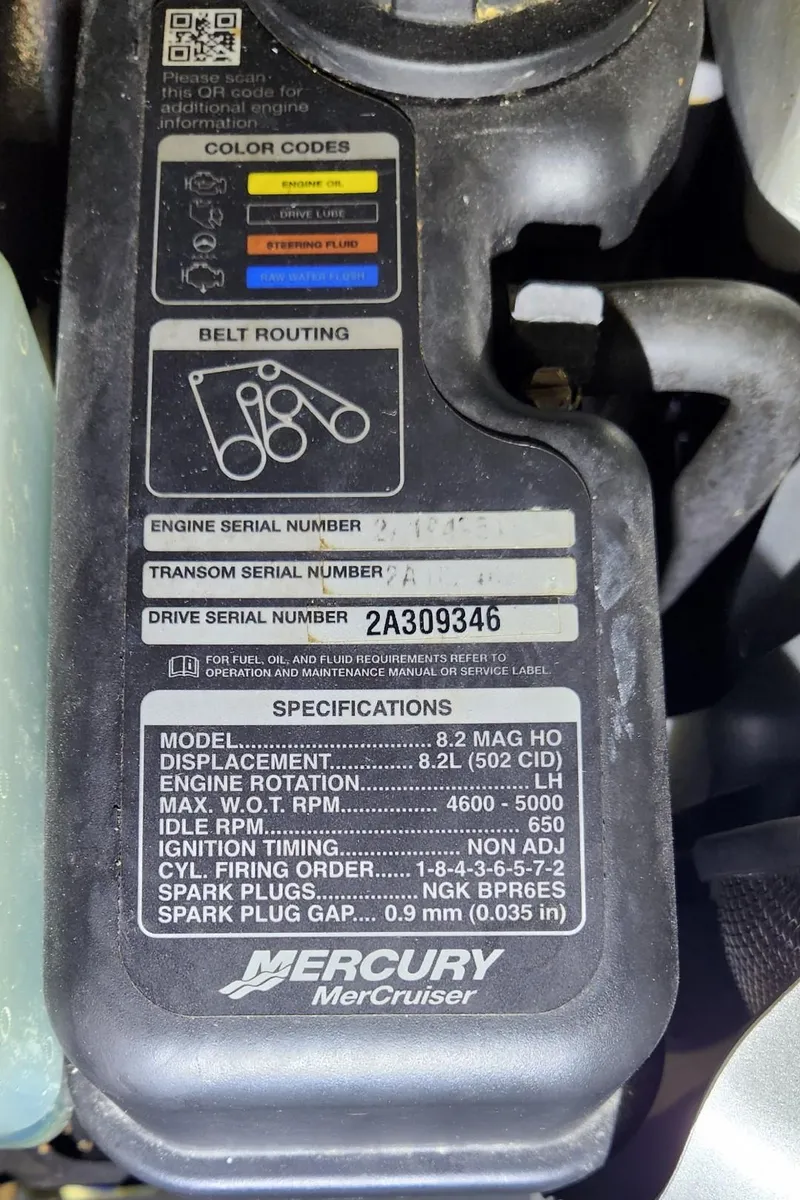 Please scan
this QR code for
additional engine
information
COLOR CODES
ENGINE OIL
DRIVE LUBE
STEERING FLUID
RAW WATER FLUSH
BELT ROUTING
ENGINE SERIAL NUMBER
TRANSOM SERIAL NUMBER
DRIVE SERIAL NUMBER 2A309346
FOR FUEL, OIL, AND FLUID REQUIREMENTS REFER TO
OPERATION AND MAINTENANCE MANUAL OR SERVICE LABEL.
SPECIFICATIONS
MODEL................................ 8.2 MAG HO
DISPLACEMENT............. 8.2L (502 CID)
ENGINE ROTATION............................. LH
MAX. W.O.T. RPM................ 4600 - 5000
IDLE RPM........................................... 650
IGNITION TIMING.................... NON ADJ
CYL. FIRING ORDER...... 1-8-4-3-6-5-7-2
SPARK PLUGS................. NGK BPR6ES
SPARK PLUG GAP.... 0.9 mm (0.035 in)
MERCURY
MerCruiser